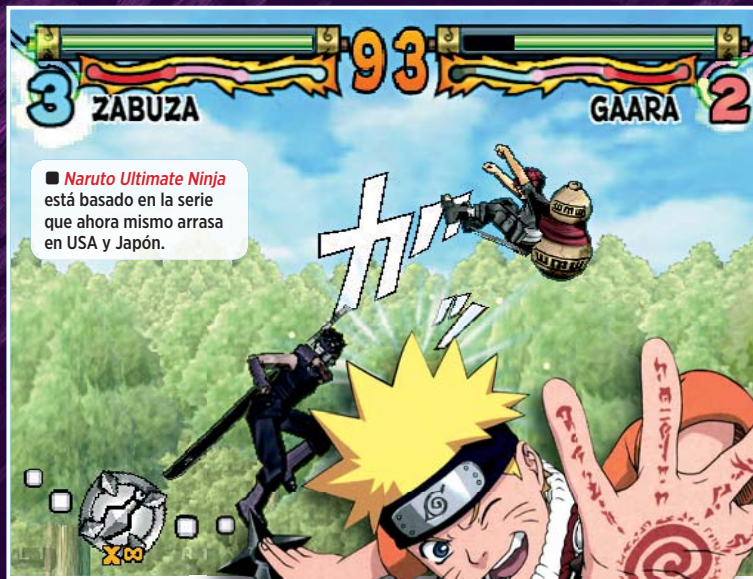 93
3 ZABUZA
GAARA 2
Naruto Ultimate Ninja
está basado en la serie
que ahora mismo arrasa
en USA y Japón.
ガッ
X∞